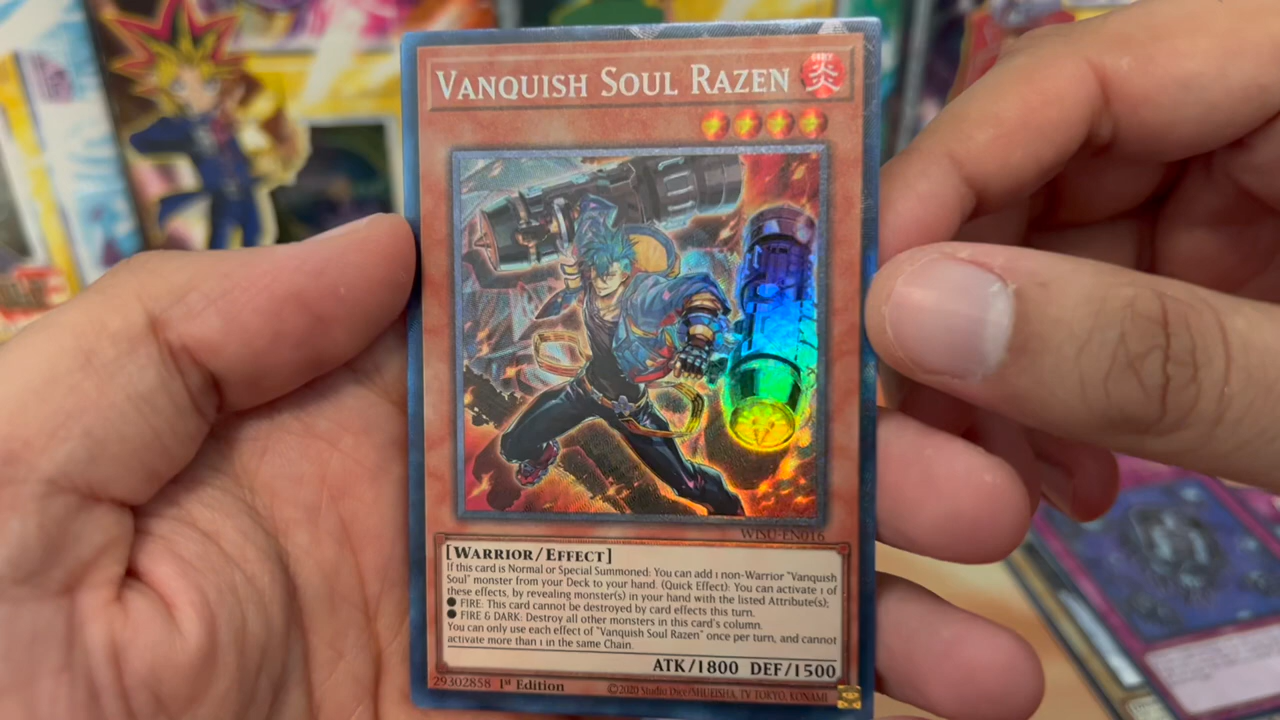 VANQUISH SOUL RAZEN 炎
WISU-EN016
[WARRIOR/EFFECT]
If this card is Normal or Special Summoned: You can add 1 non-Warrior "Vanquish
Soul" monster from your Deck to your hand. (Quick Effect): You can activate 1 of
these effects, by revealing monster(s) in your hand with the listed Attribute(s);
● FIRE: This card cannot be destroyed by card effects this turn.
● FIRE & DARK: Destroy all other monsters in this card's column.
You can only use each effect of "Vanquish Soul Razen" once per turn, and cannot
activate more than 1 in the same Chain.
ATK/1800 DEF/1500
29302858 1st Edition ©2020 Studio Dice/SHUEISHA, TV TOKYO, KONAMI